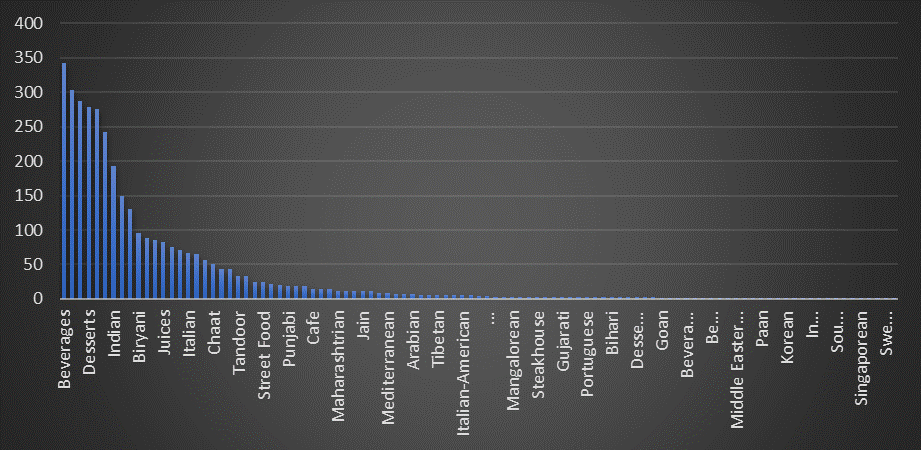 400
350
300
250
200
150
100
50
0
Beverages
Desserts
Indian
Biryani
Juices
Italian
Chaat
Tandoor
Street Food
Punjabi
Cafe
Maharashtrian
Jain
Mediterranean
Arabian
Tibetan
Italian-American
...
Mangalorean
Steakhouse
Gujarati
Portuguese
Bihari
Desse...
Goan
Bevera...
Be...
Middle Easter...
Paan
Korean
In...
Sou...
Singaporean
Swe...